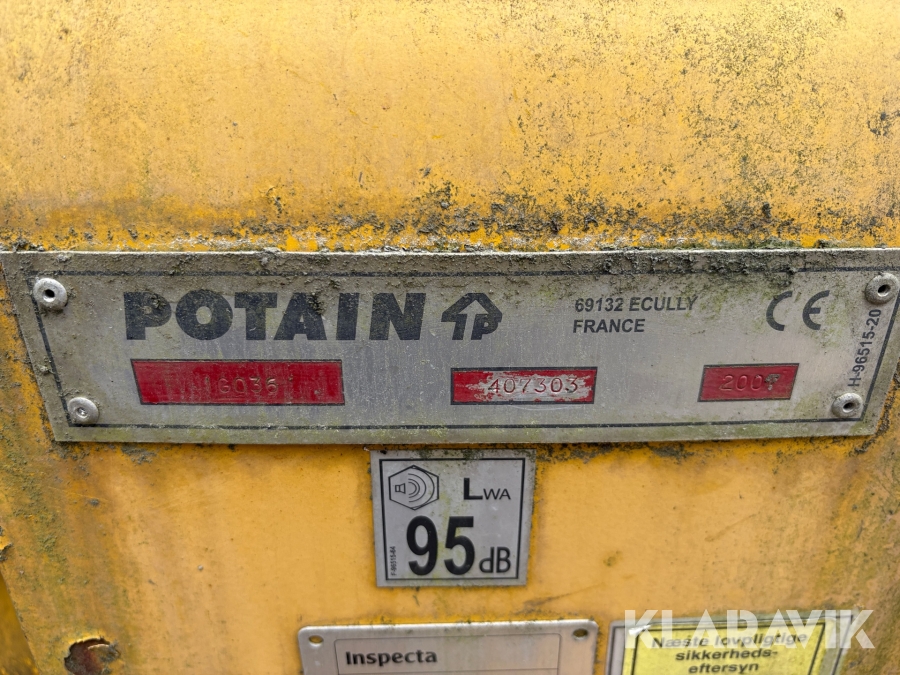 POTAIN
69132 ECULLY
FRANCE
CE
H-96515-20
407303
LWA
95 dB
KLARAVIK
Inspecta
Næste lovpligtige
sikkerheds-
eftersyn